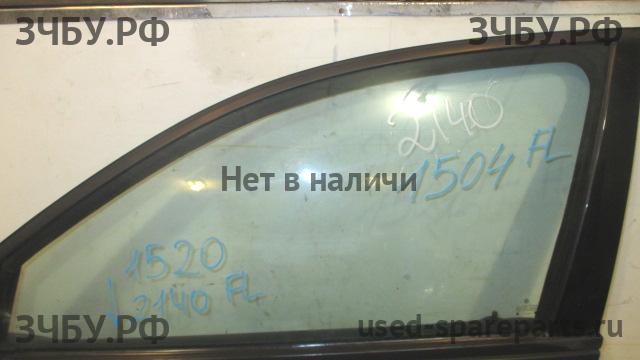 ЗЧБУ.РФ ЗЧБУ.РФ
2140
1504 FL
Нет в наличи
1520
2140 FL
ЗЧБУ.РФ used-spareparts.ru